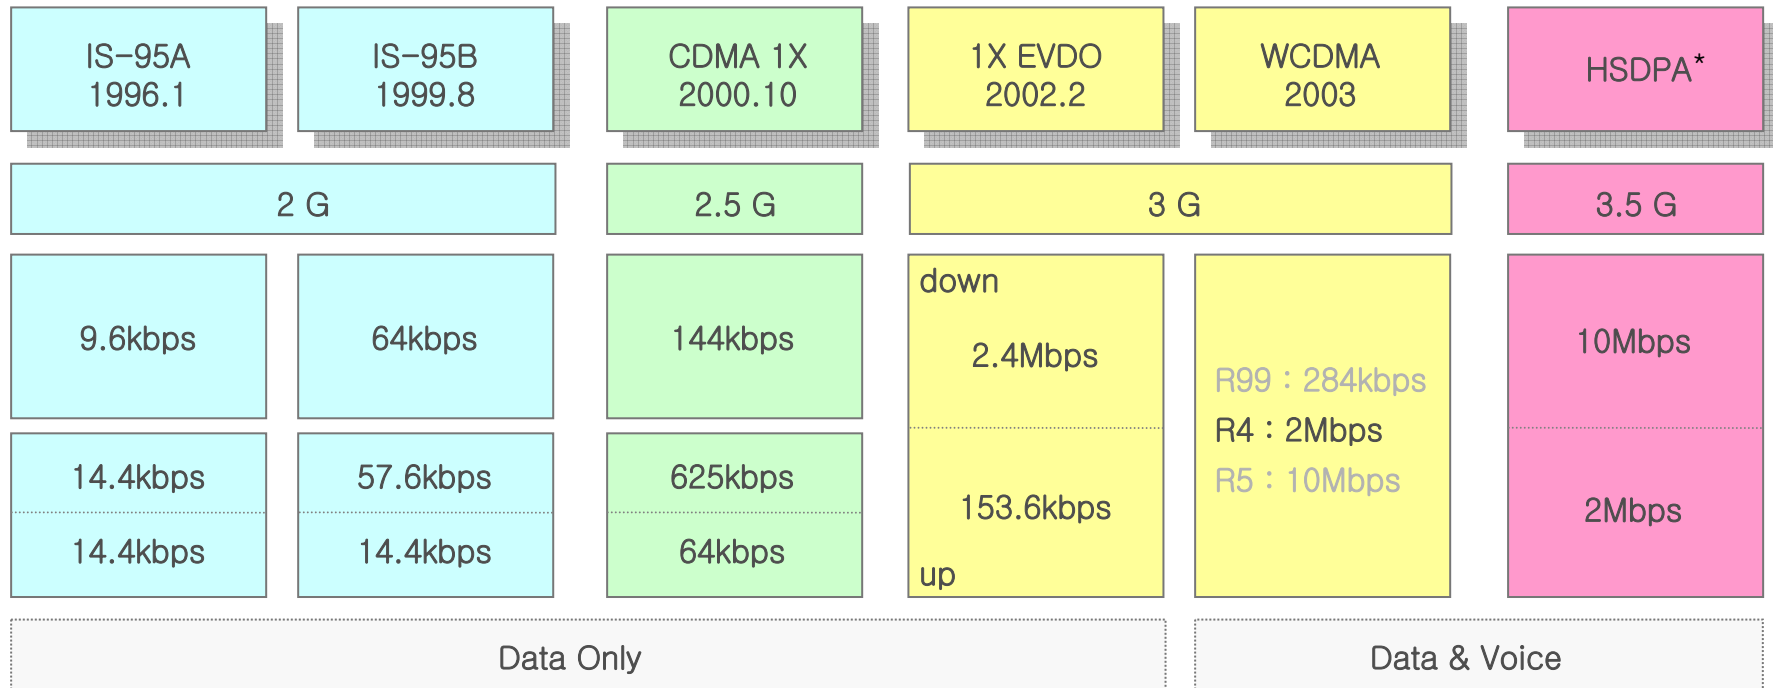 IS-95A
1996.1
IS-95B
1999.8
CDMA 1X
2000.10
1X EVDO
2002.2
WCDMA
2003
HSDPA*
2 G
2.5 G
3 G
3.5 G
9.6kbps
64kbps
144kbps
down
2.4Mbps
R99 : 284kbps
R4 : 2Mbps
R5 : 10Mbps
10Mbps
14.4kbps
57.6kbps
625kbps
153.6kbps
2Mbps
14.4kbps
14.4kbps
64kbps
up
Data Only
Data & Voice